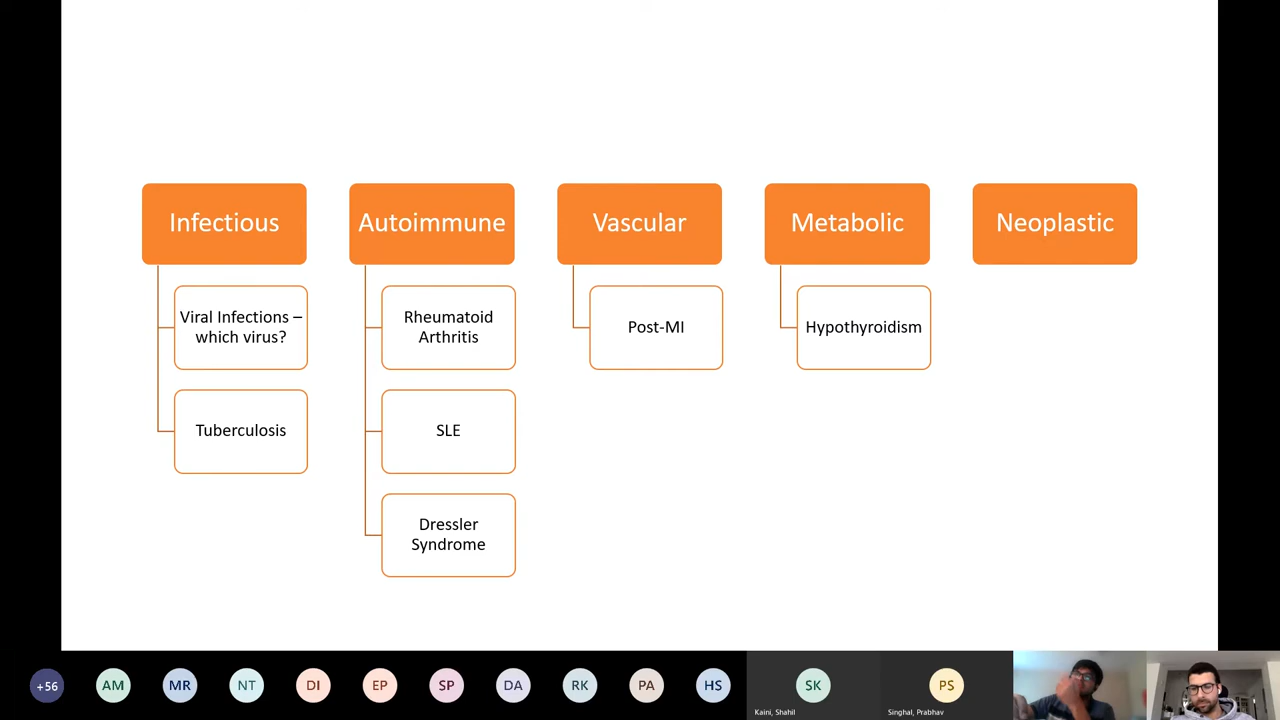 Infectious
Autoimmune
Vascular
Metabolic
Neoplastic
Viral Infections –
which virus?
Rheumatoid
Arthritis
Post-MI
Hypothyroidism
Tuberculosis
SLE
Dressler
Syndrome
+56
AM
MR
NT
DI
EP
SP
DA
RK
PA
HS
SK
PS
Kaini, Shahil
Singhal, Prabhav